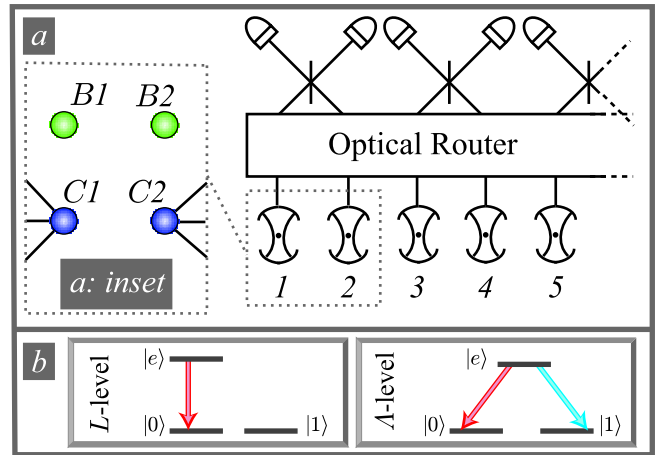 a
B1 B2
Optical Router
C1 C2
a: inset
1 2 3 4 5
b
L-level
|e⟩
|0⟩ |1⟩
Λ-level
|e⟩
|0⟩ |1⟩